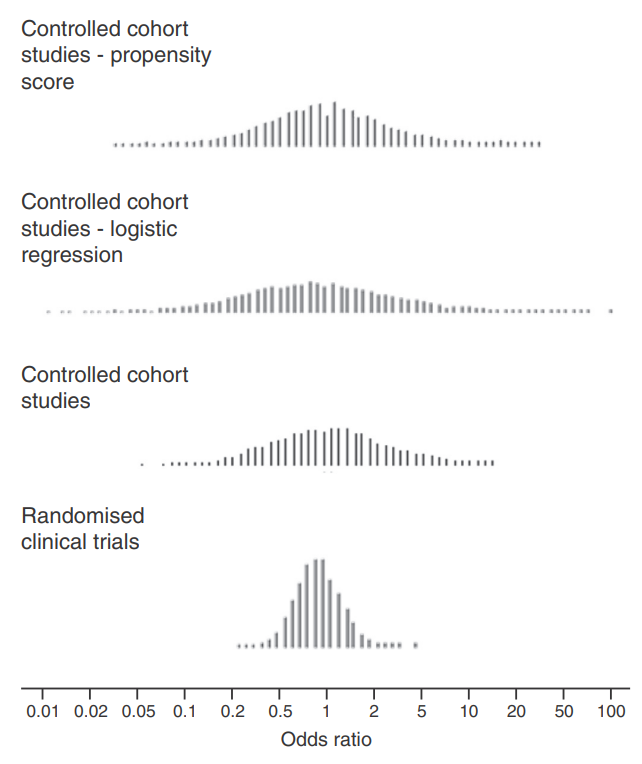 Controlled cohort
studies - propensity
score
Controlled cohort
studies - logistic
regression
Controlled cohort
studies
Randomised
clinical trials
0.01 0.02 0.05 0.1 0.2 0.5 1 2 5 10 20 50 100
Odds ratio